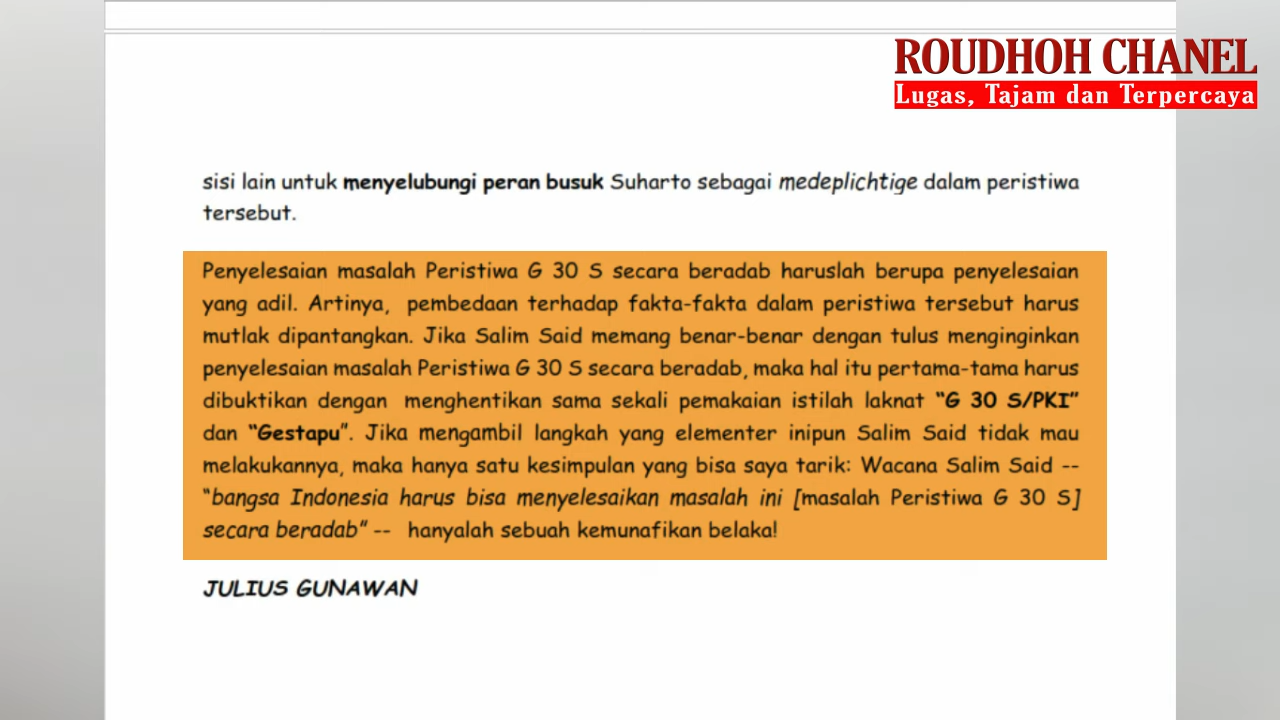 ROUDHOH CHANEL
Lugas, Tajam dan Terpercaya
sisi lain untuk menyelubungi peran busuk Suharto sebagai medeplichtige dalam peristiwa
tersebut.
Penyelesaian masalah Peristiwa G 30 S secara beradab haruslah berupa penyelesaian
yang adil. Artinya, pembedaan terhadap fakta-fakta dalam peristiwa tersebut harus
mutlak dipantangkan. Jika Salim Said memang benar-benar dengan tulus menginginkan
penyelesaian masalah Peristiwa G 30 S secara beradab, maka hal itu pertama-tama harus
dibuktikan dengan menghentikan sama sekali pemakaian istilah laknat “G 30 S/PKI”
dan “Gestapu”. Jika mengambil langkah yang elementer inipun Salim Said tidak mau
melakukannya, maka hanya satu kesimpulan yang bisa saya tarik: Wacana Salim Said --
“bangsa Indonesia harus bisa menyelesaikan masalah ini [masalah Peristiwa G 30 S]
secara beradab” -- hanyalah sebuah kemunafikan belaka!
JULIUS GUNAWAN